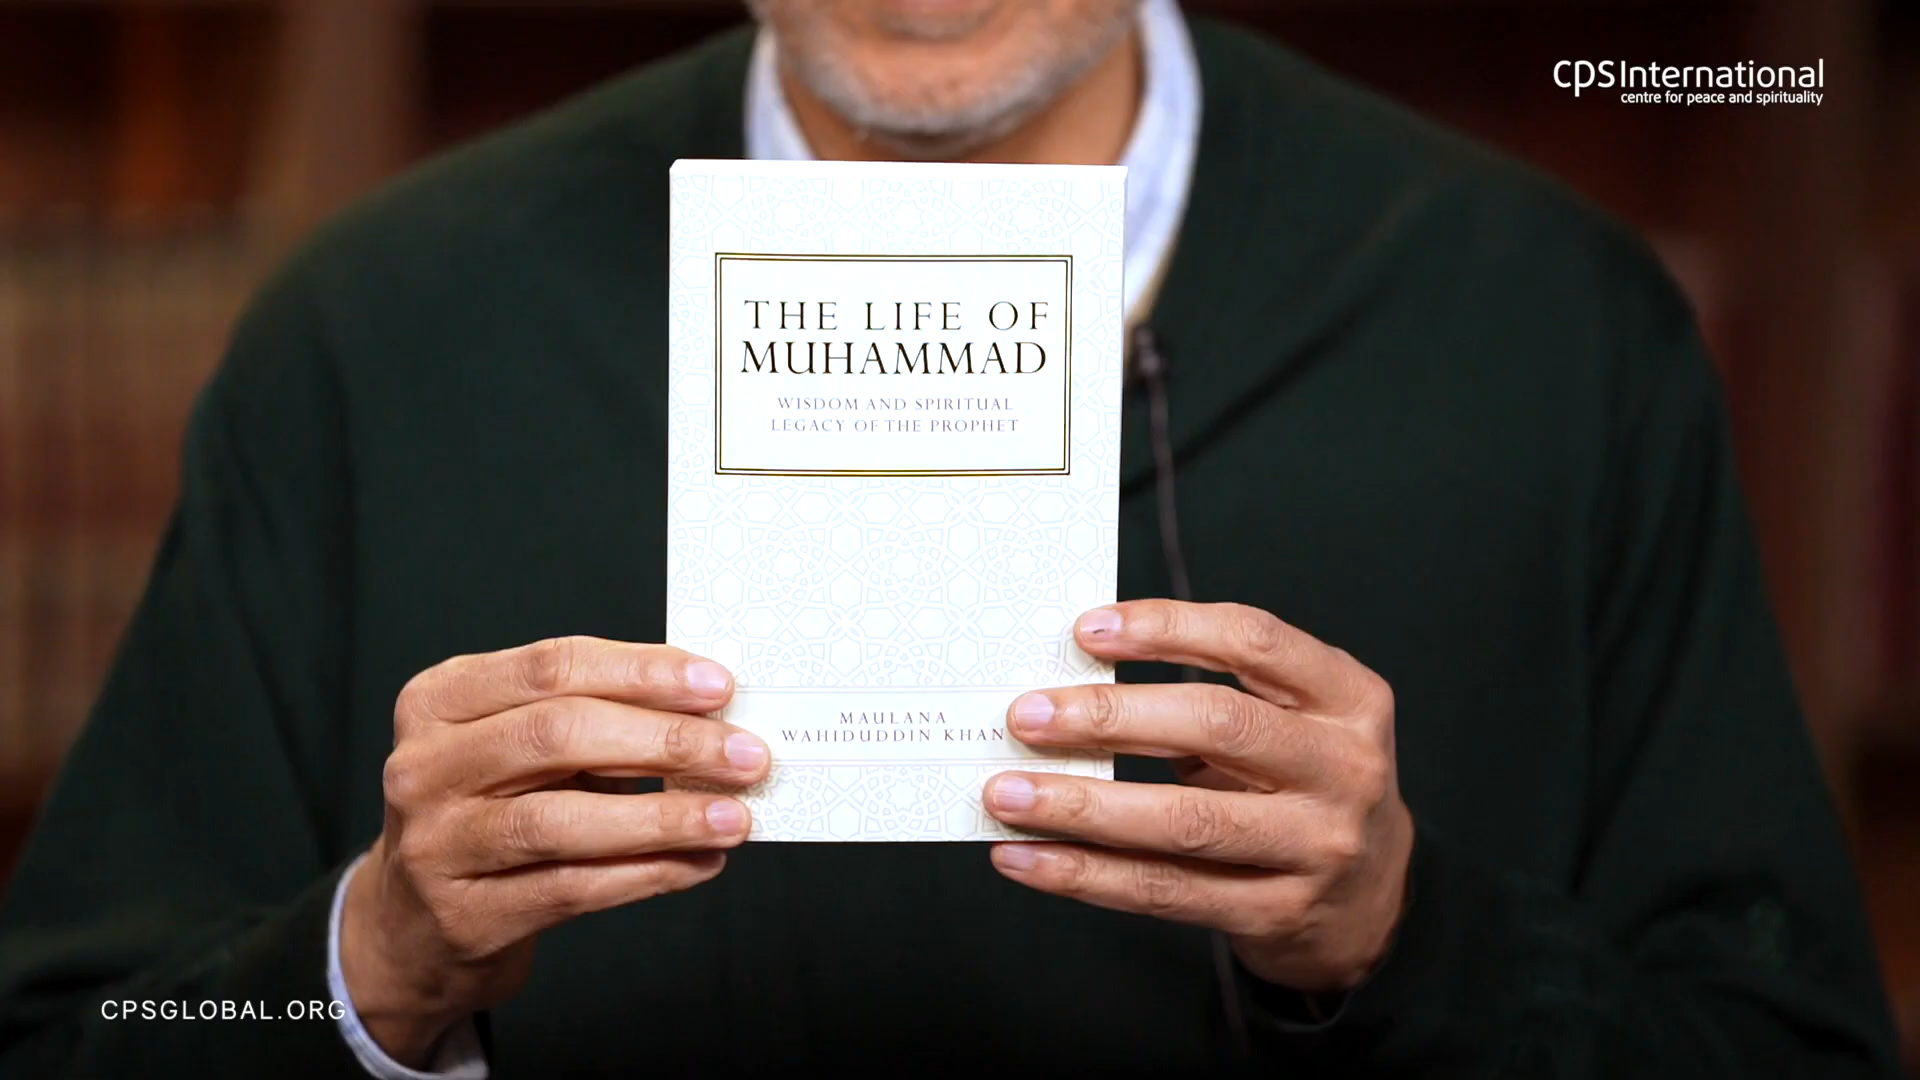 cpsInternational
centre for peace and spirituality
THE LIFE OF
MUHAMMAD
WISDOM AND SPIRITUAL
LEGACY OF THE PROPHET
MAULANA
WAHIDUDDIN KHAN
CPSGLOBAL.ORG